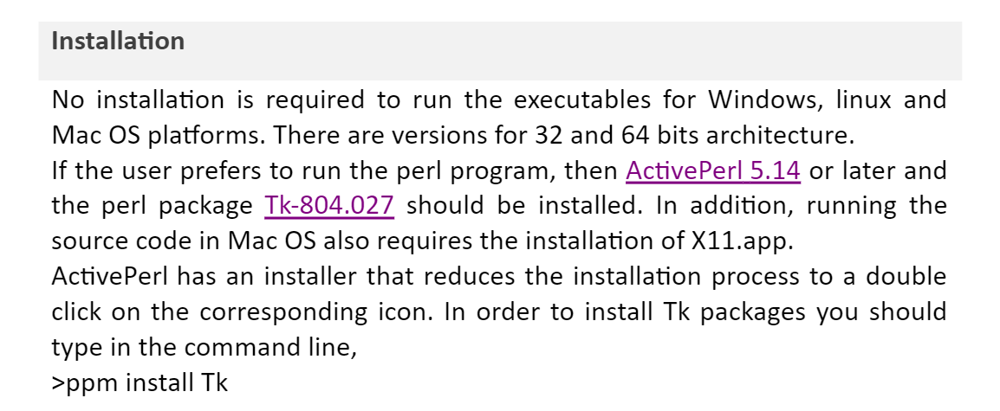 Installation
No installation is required to run the executables for Windows, linux and
Mac OS platforms. There are versions for 32 and 64 bits architecture.
If the user prefers to run the perl program, then ActivePerl 5.14 or later and
the perl package Tk-804.027 should be installed. In addition, running the
source code in Mac OS also requires the installation of X11.app.
ActivePerl has an installer that reduces the installation process to a double
click on the corresponding icon. In order to install Tk packages you should
type in the command line,
>ppm install Tk